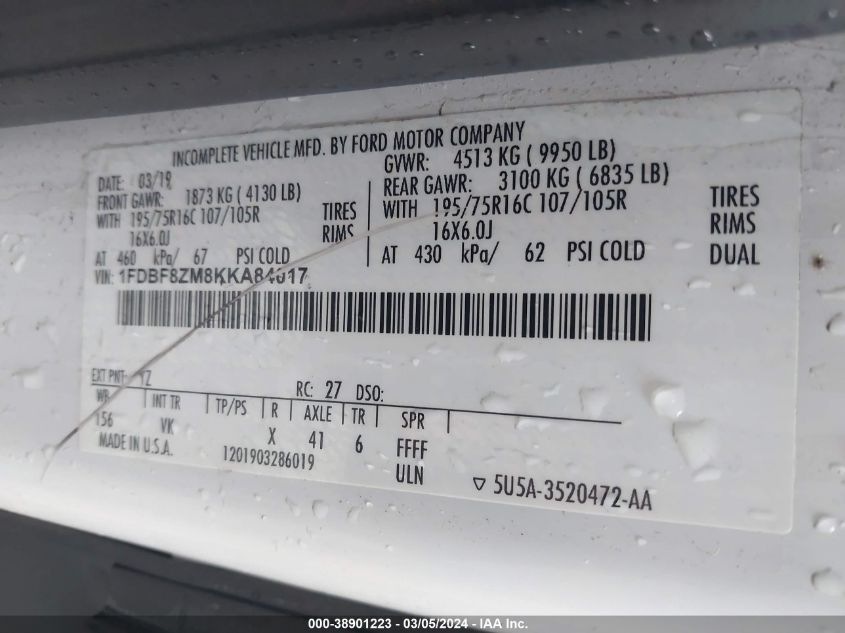 INCOMPLETE VEHICLE MFD. BY FORD MOTOR COMPANY
DATE: 03/19
GVWR: 4513 KG ( 9950 LB)
FRONT GAWR: 1873 KG ( 4130 LB)
REAR GAWR: 3100 KG ( 6835 LB)
WITH 195/75R16C 107/105R TIRES
WITH 195/75R16C 107/105R TIRES
16X6.0J RIMS
16X6.0J RIMS
AT 460 kPa/ 67 PSI COLD
AT 430 kPa/ 62 PSI COLD DUAL
VIN: 1FDBF8ZM8KKA84017
EXT PNT: YZ RC: 27 DSO:
WB INT TR TP/PS R AXLE TR SPR
156 VK X 41 6 FFFF
MADE IN U.S.A. 1201903286019 ULN
5U5A-3520472-AA
000-38901223 - 03/05/2024 - IAA Inc.